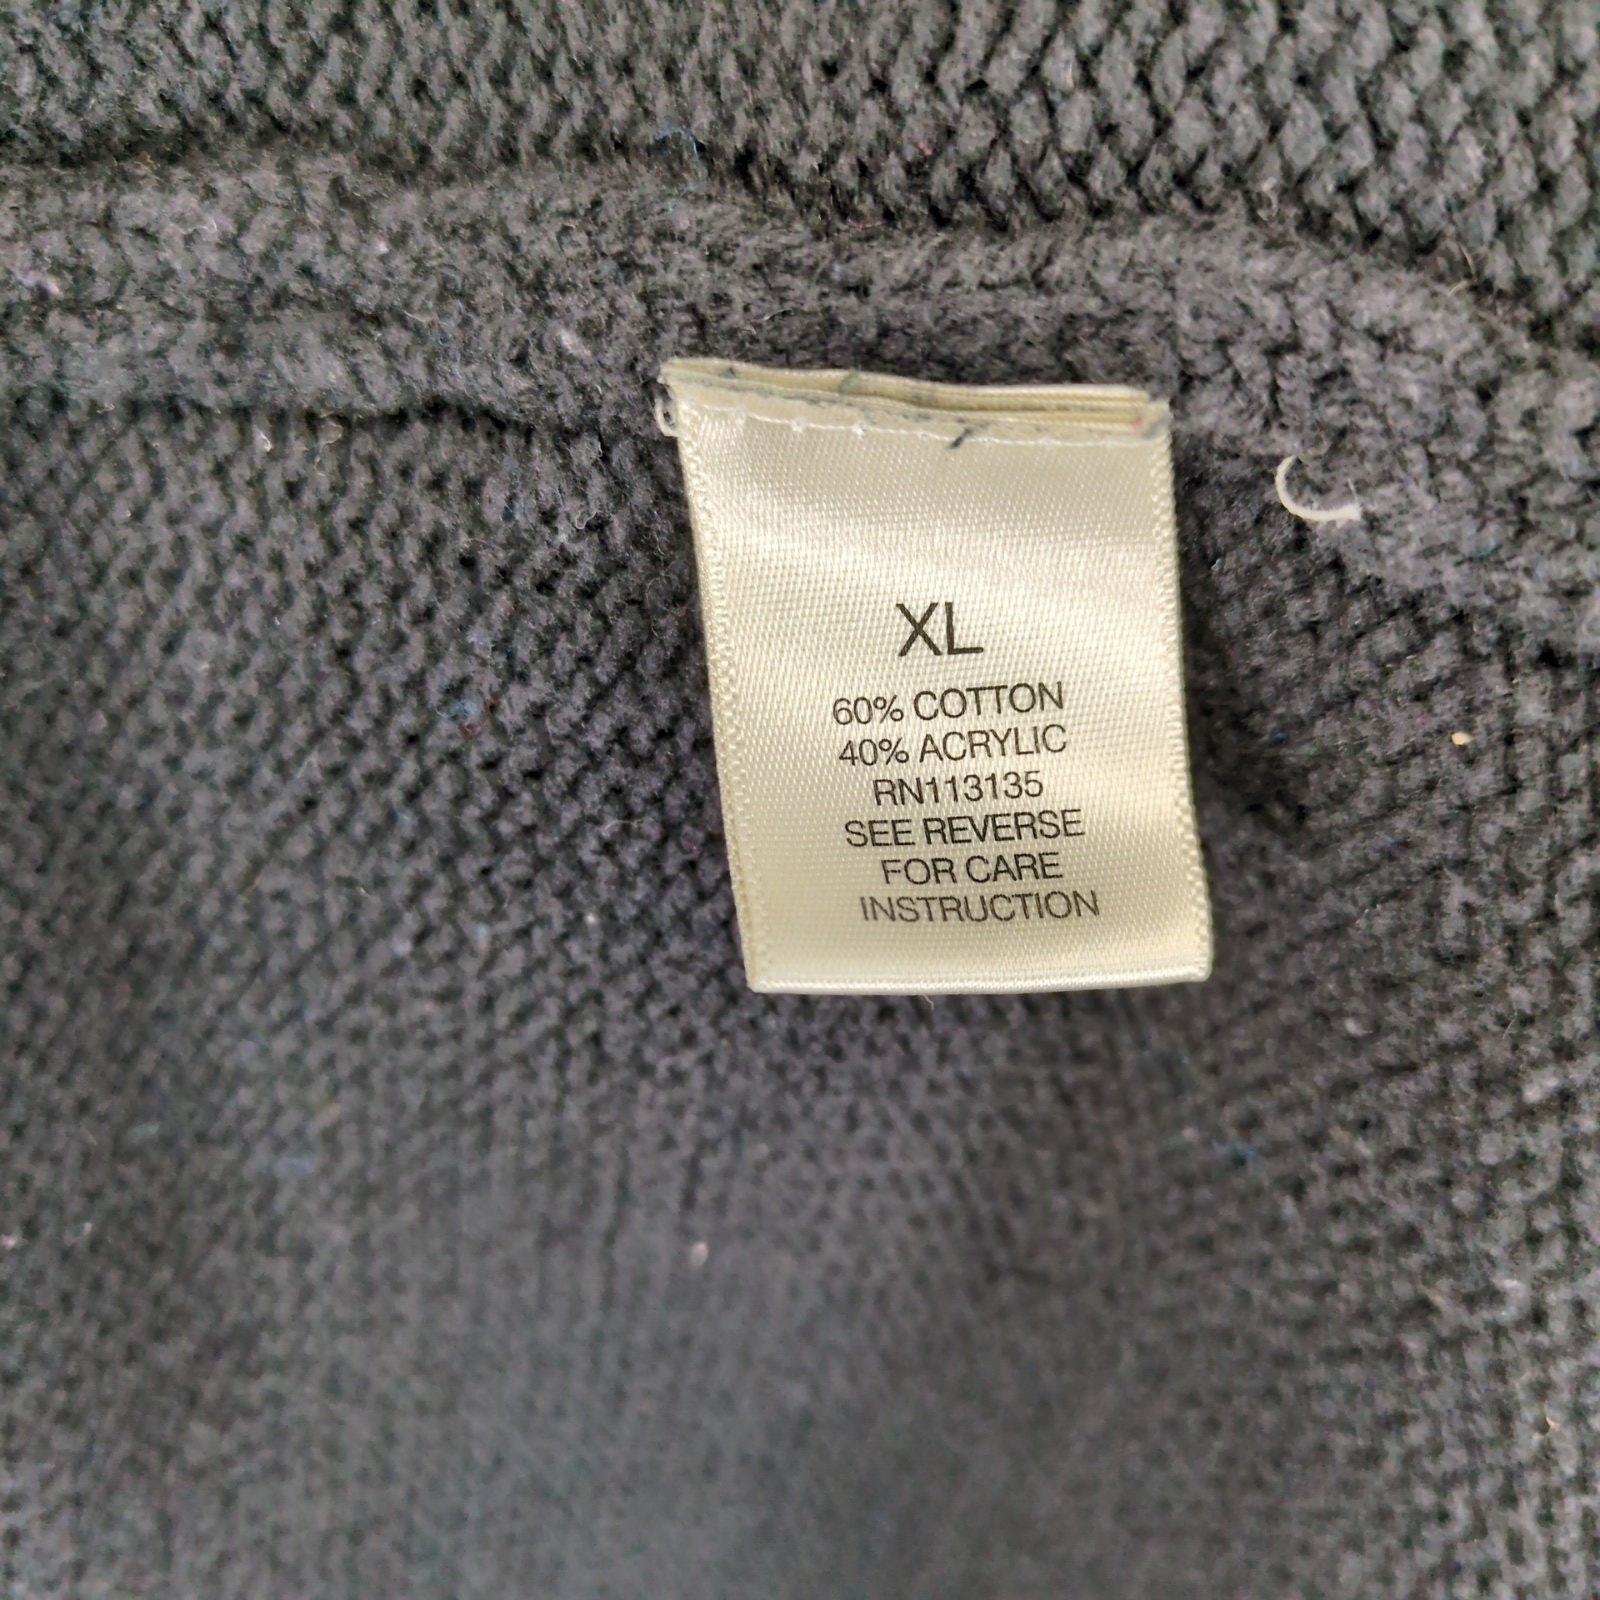 XL
60% COTTON
40% ACRYLIC
RN113135
SEE REVERSE
FOR CARE
INSTRUCTION